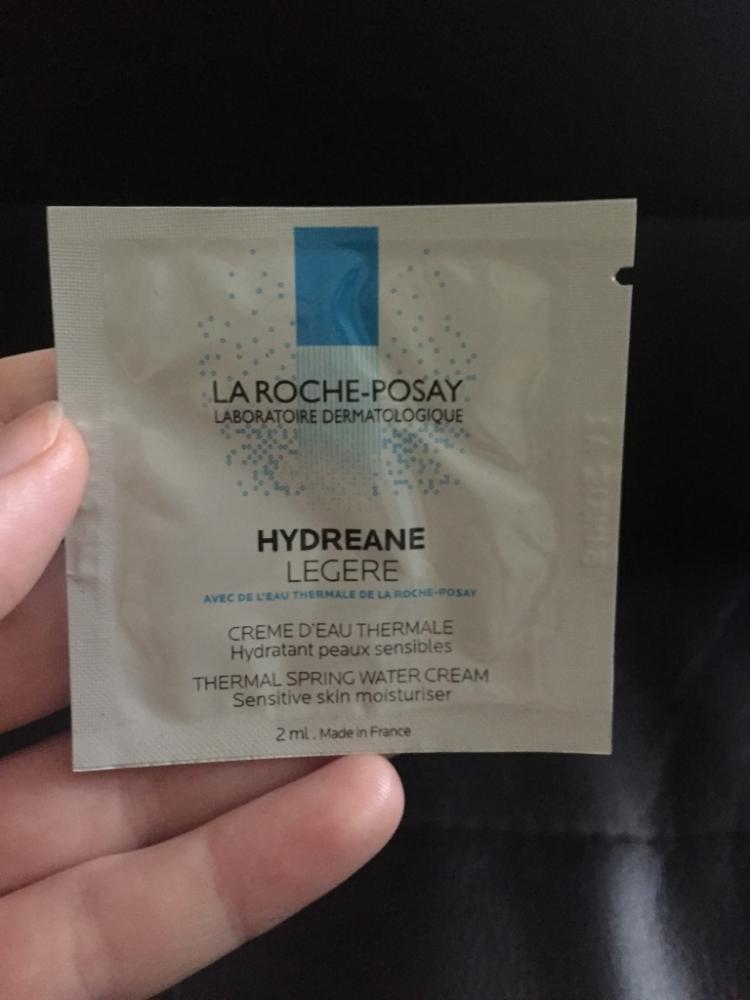 LA ROCHE-POSAY
LABORATOIRE DERMATOLOGIQUE
HYDREANE
LEGERE
AVEC DE L'EAU THERMALE DE LA ROCHE-POSAY
CREME D'EAU THERMALE
Hydratant peaux sensibles
THERMAL SPRING WATER CREAM
Sensitive skin moisturiser
2 ml . Made in France